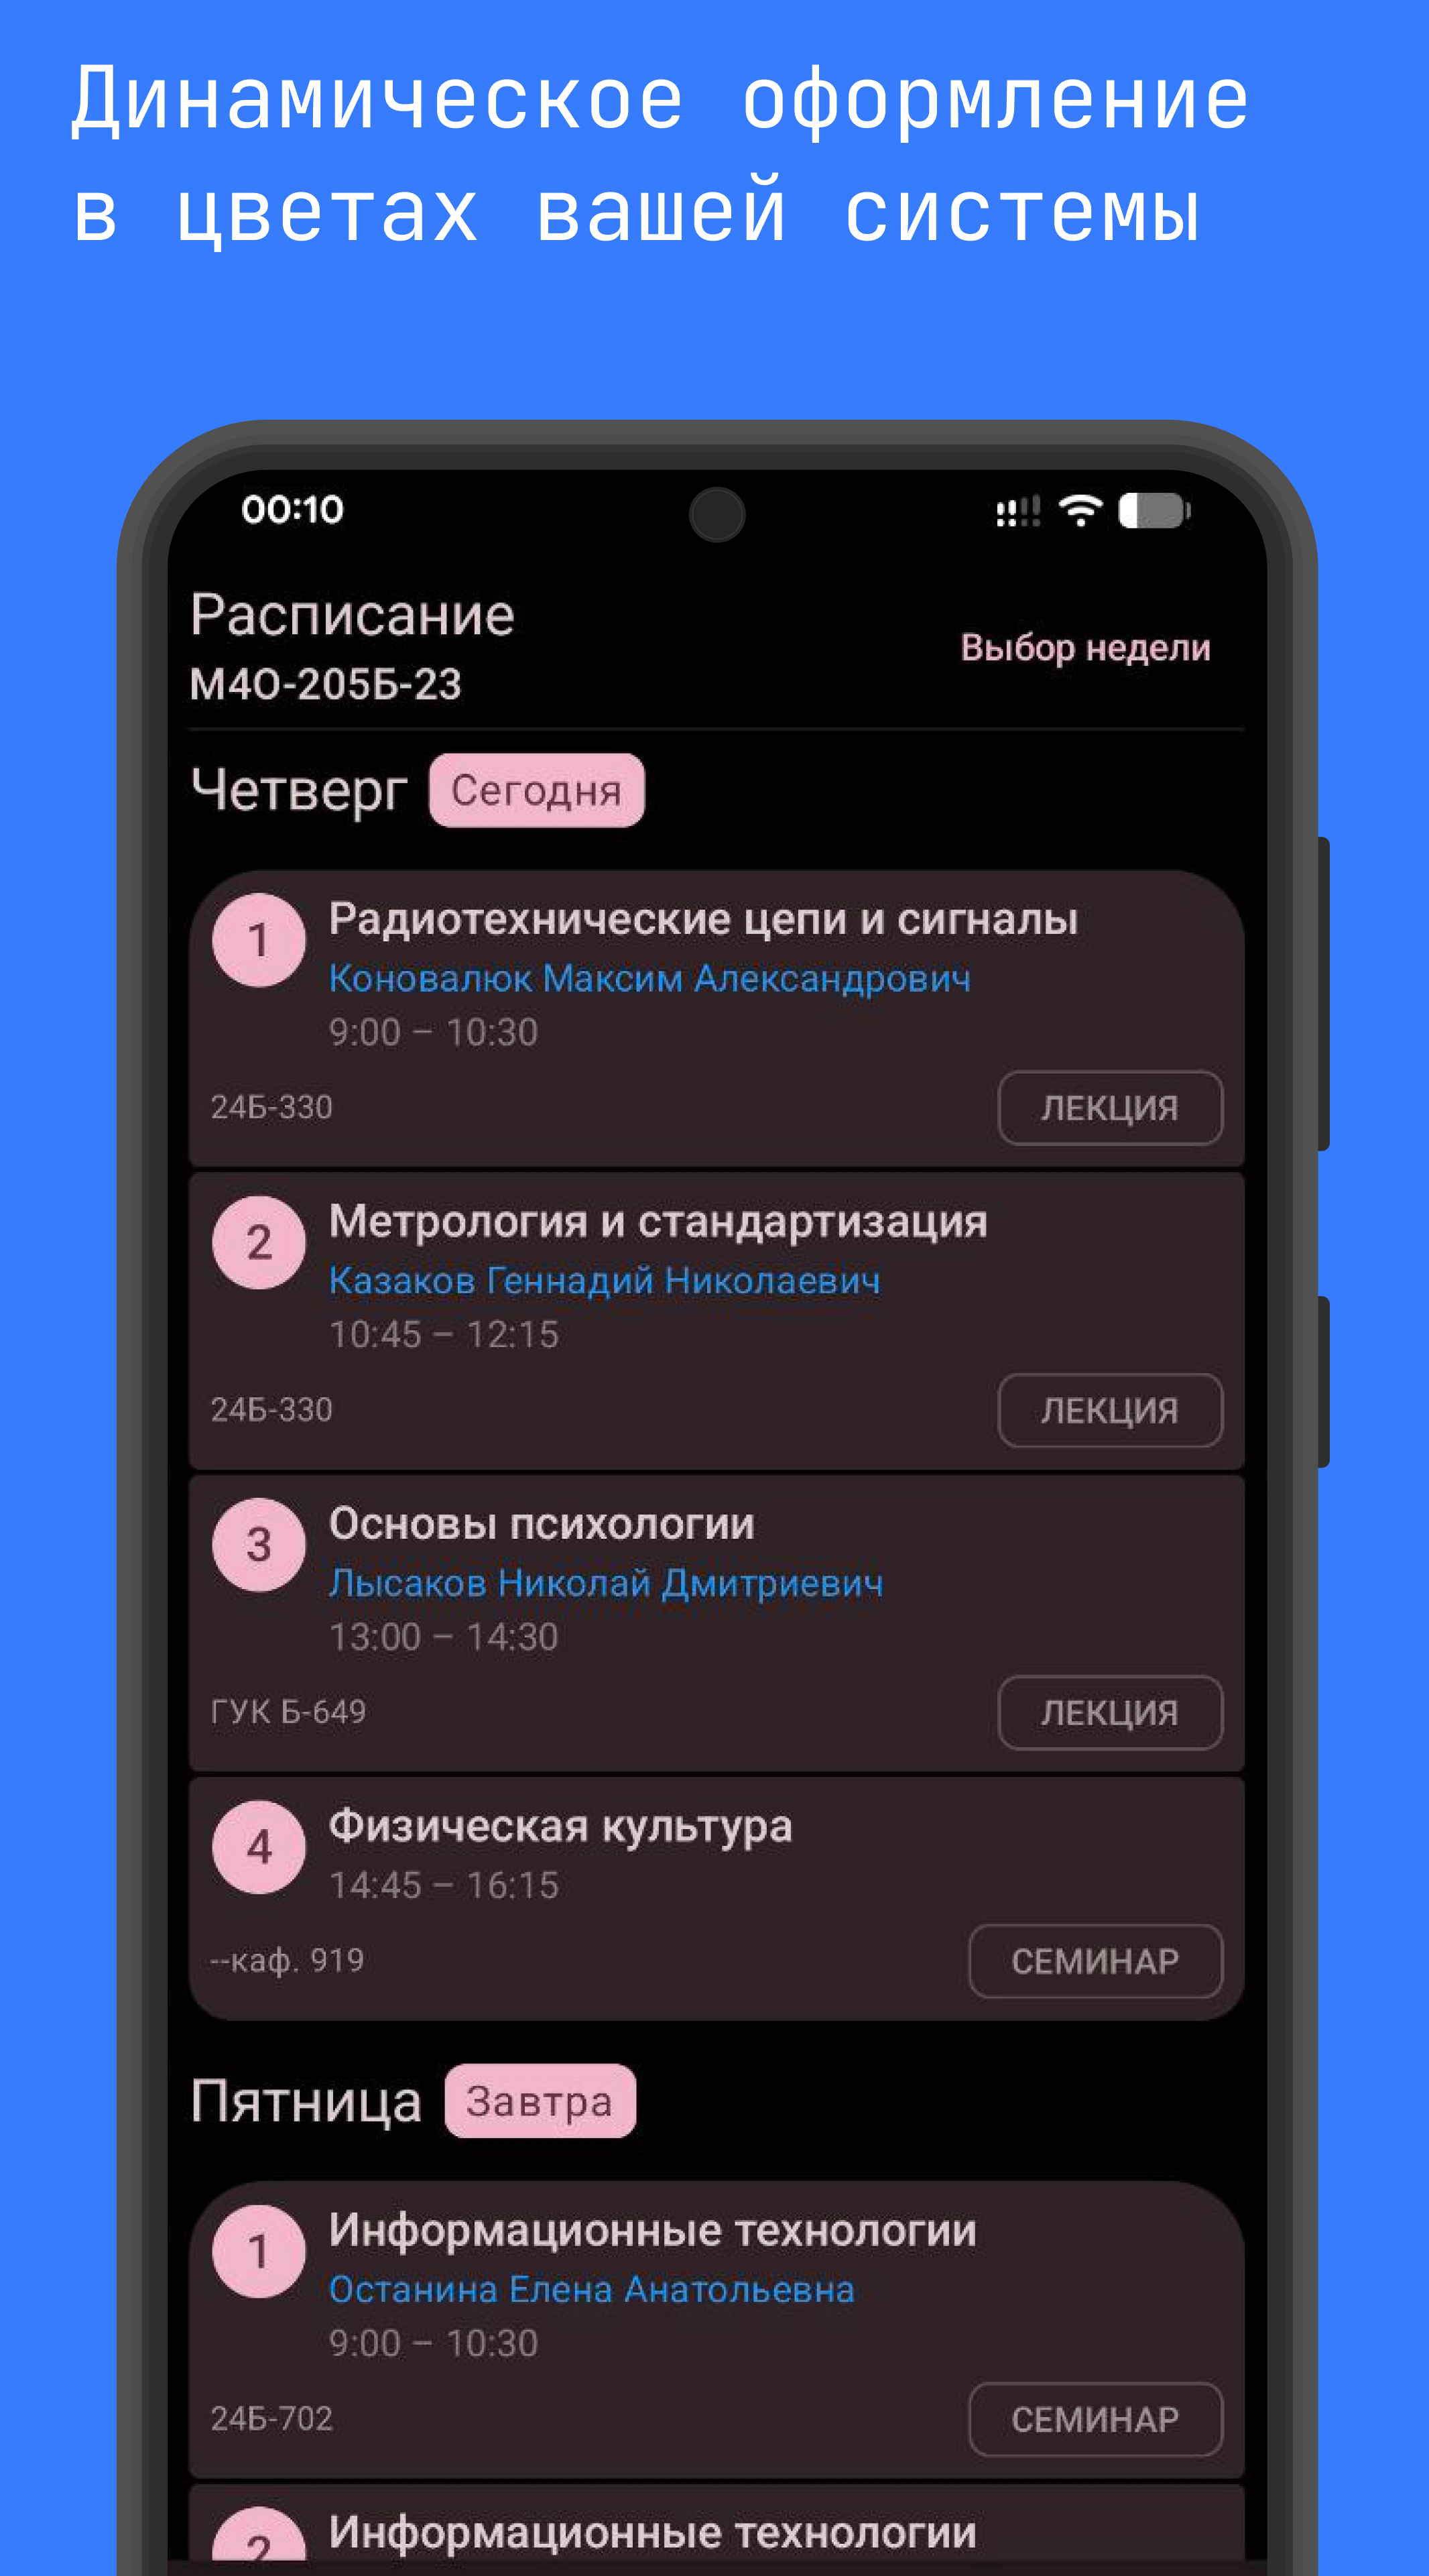 Динамическое оформление
в цветах вашей системы
00:10
Расписание
М4О-205Б-23
Выбор недели
Четверг Сегодня
1 Радиотехнические цепи и сигналы
Коновалюк Максим Александрович
9:00 – 10:30
24Б-330 ЛЕКЦИЯ
2 Метрология и стандартизация
Казаков Геннадий Николаевич
10:45 – 12:15
24Б-330 ЛЕКЦИЯ
3 Основы психологии
Лысаков Николай Дмитриевич
13:00 – 14:30
ГУК Б-649 ЛЕКЦИЯ
4 Физическая культура
14:45 – 16:15
--каф. 919 СЕМИНАР
Пятница Завтра
1 Информационные технологии
Останина Елена Анатольевна
9:00 – 10:30
24Б-702 СЕМИНАР
2 Информационные технологии